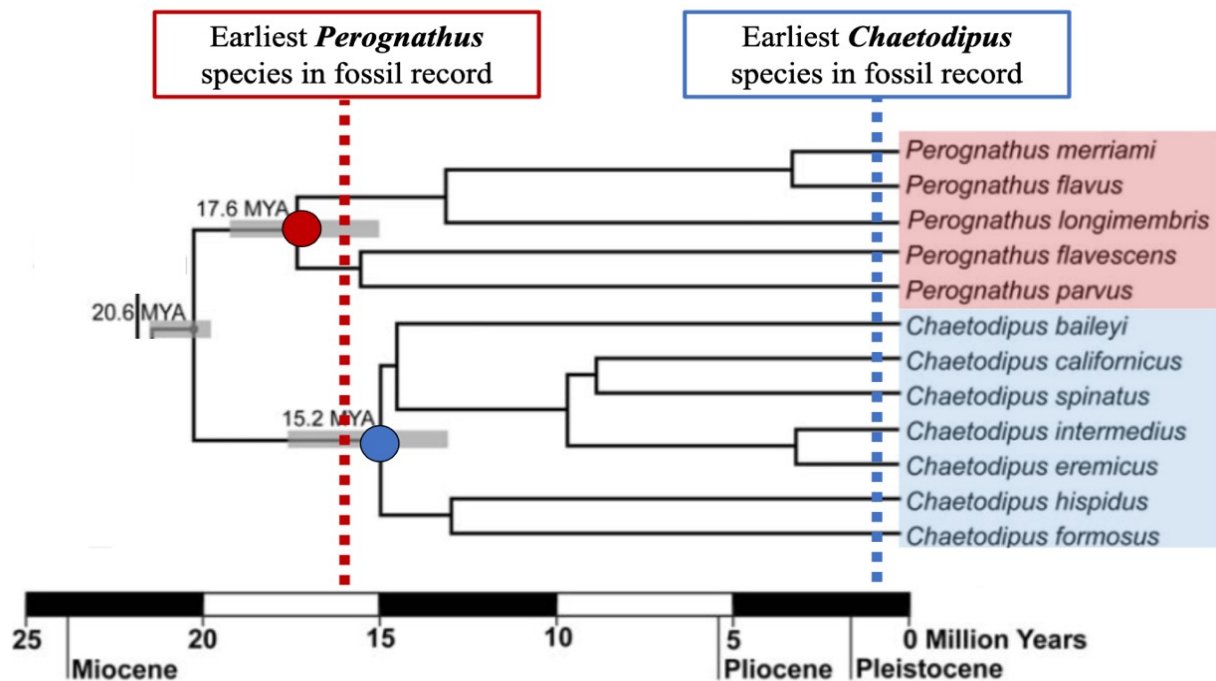 Earliest Perognathus
species in fossil record
Earliest Chaetodipus
species in fossil record
Perognathus merriami
Perognathus flavus
17.6 MYA
Perognathus longimembris
Perognathus flavescens
Perognathus parvus
20.6 MYA
Chaetodipus baileyi
Chaetodipus californicus
Chaetodipus spinatus
15.2 MYA
Chaetodipus intermedius
Chaetodipus eremicus
Chaetodipus hispidus
Chaetodipus formosus
25 20 15 10 5 0 Million Years
Miocene Pliocene Pleistocene